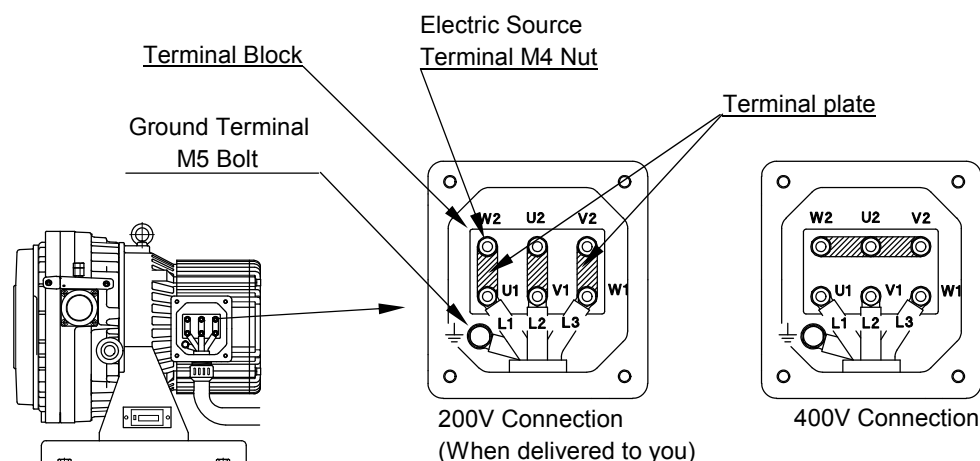 Electric Source
Terminal M4 Nut
Terminal Block
Terminal plate
Ground Terminal
M5 Bolt
W2 U2 V2
U1 V1 W1
L1 L2 L3
W2 U2 V2
U1 V1 W1
L1 L2 L3
200V Connection
(When delivered to you)
400V Connection